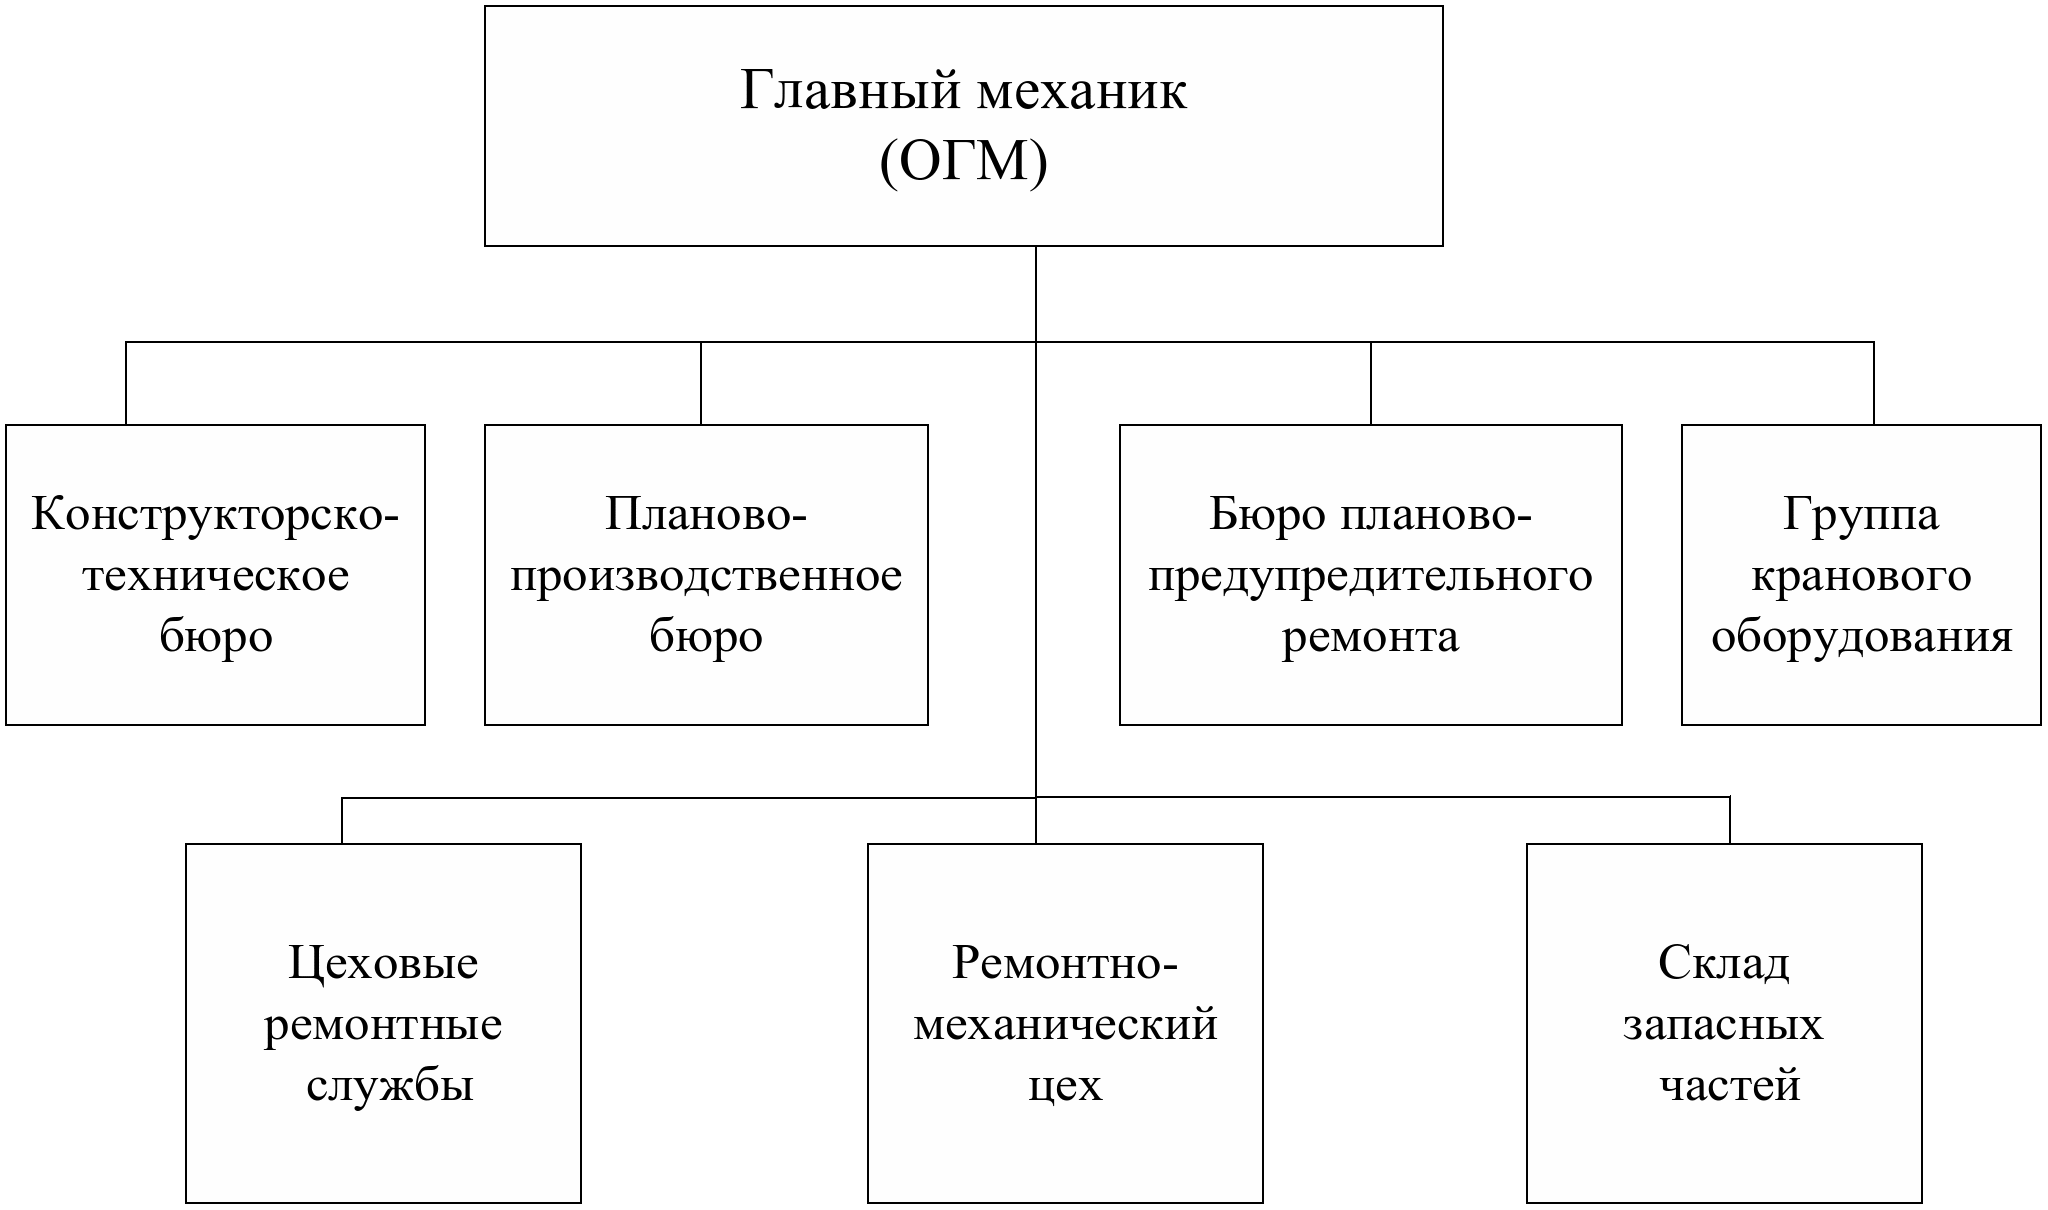 Главный механик
(ОГМ)
Конструкторско-
техническое
бюро
Планово-
производственное
бюро
Бюро планово-
предупредительного
ремонта
Группа
кранового
оборудования
Цеховые
ремонтные
службы
Ремонтно-
механический
цех
Склад
запасных
частей